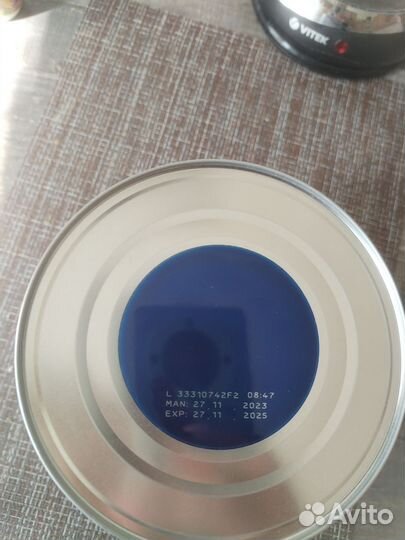 VITEK
L 33310742F2 08:47
MAN: 27 11 2023
EXP: 27 11 2025
Avito